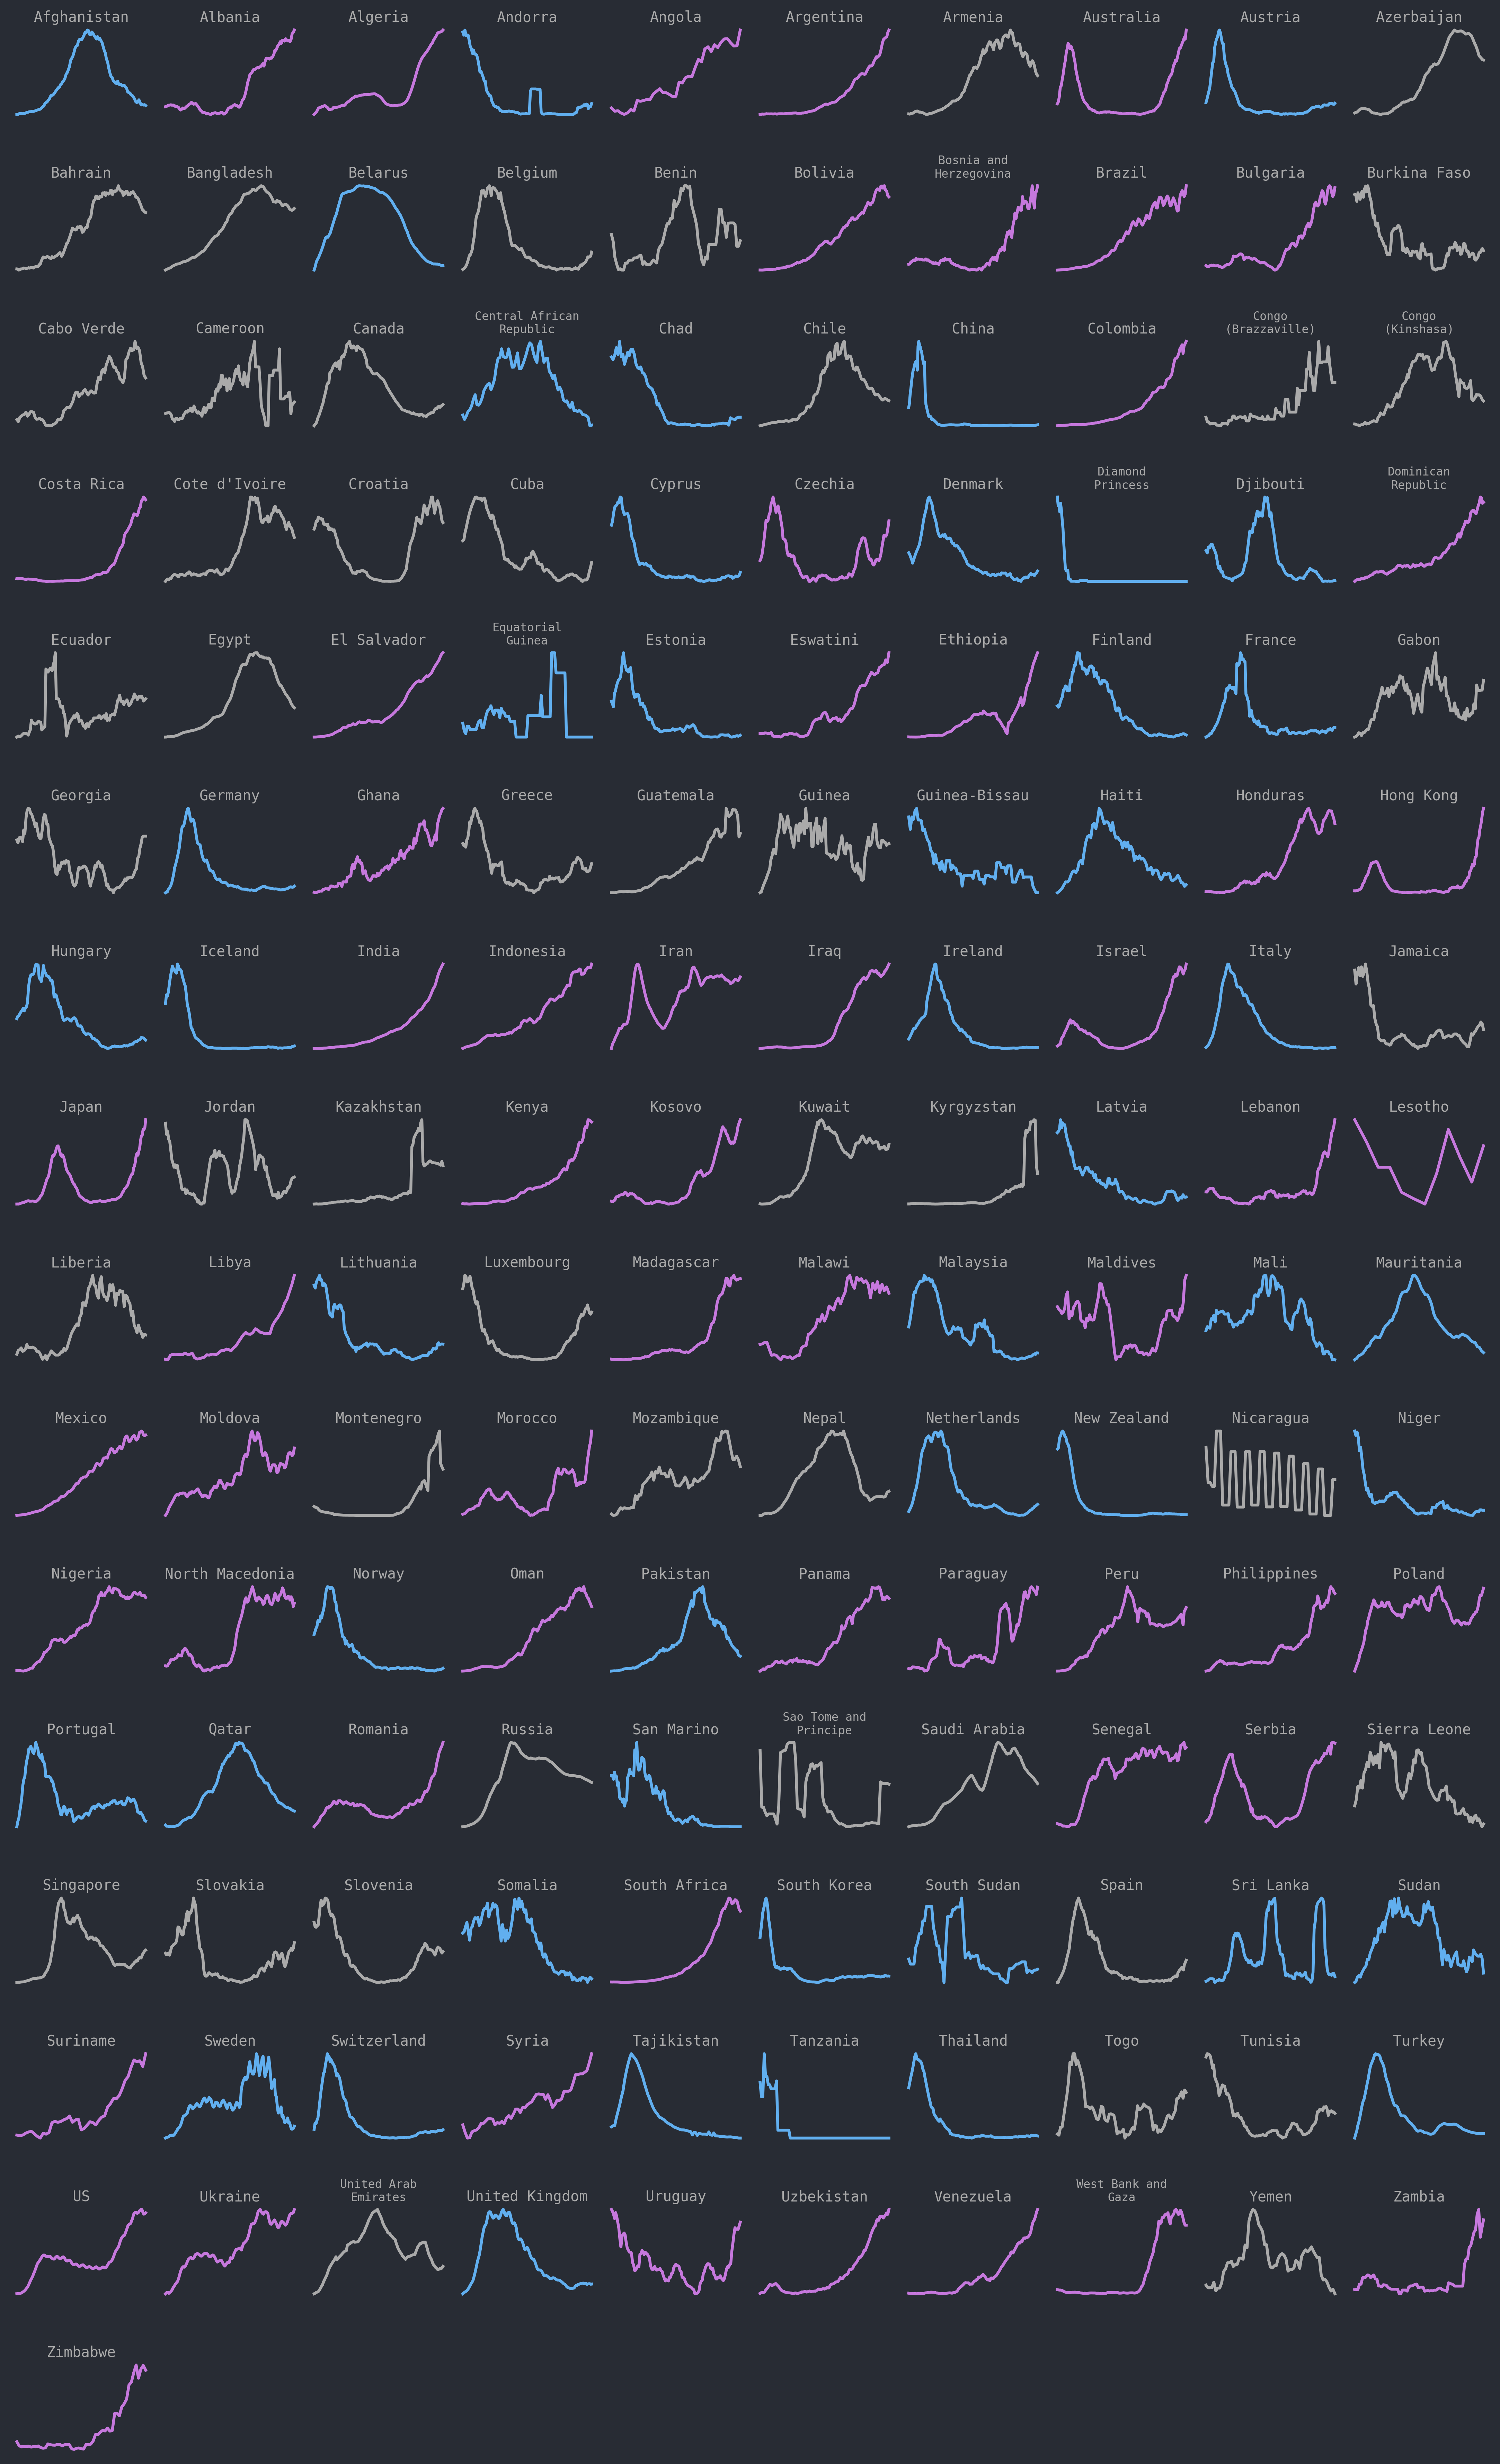 Afghanistan
Albania
Algeria
Andorra
Angola
Argentina
Armenia
Australia
Austria
Azerbaijan
Bahrain
Bangladesh
Belarus
Belgium
Benin
Bolivia
Bosnia and
Herzegovina
Brazil
Bulgaria
Burkina Faso
Cabo Verde
Cameroon
Canada
Central African
Republic
Chad
Chile
China
Colombia
Congo
(Brazzaville)
Congo
(Kinshasa)
Costa Rica
Cote d'Ivoire
Croatia
Cuba
Cyprus
Czechia
Denmark
Diamond
Princess
Djibouti
Dominican
Republic
Ecuador
Egypt
El Salvador
Equatorial
Guinea
Estonia
Eswatini
Ethiopia
Finland
France
Gabon
Georgia
Germany
Ghana
Greece
Guatemala
Guinea
Guinea-Bissau
Haiti
Honduras
Hong Kong
Hungary
Iceland
India
Indonesia
Iran
Iraq
Ireland
Israel
Italy
Jamaica
Japan
Jordan
Kazakhstan
Kenya
Kosovo
Kuwait
Kyrgyzstan
Latvia
Lebanon
Lesotho
Liberia
Libya
Lithuania
Luxembourg
Madagascar
Malawi
Malaysia
Maldives
Mali
Mauritania
Mexico
Moldova
Montenegro
Morocco
Mozambique
Nepal
Netherlands
New Zealand
Nicaragua
Niger
Nigeria
North Macedonia
Norway
Oman
Pakistan
Panama
Paraguay
Peru
Philippines
Poland
Portugal
Qatar
Romania
Russia
San Marino
Sao Tome and
Principe
Saudi Arabia
Senegal
Serbia
Sierra Leone
Singapore
Slovakia
Slovenia
Somalia
South Africa
South Korea
South Sudan
Spain
Sri Lanka
Sudan
Suriname
Sweden
Switzerland
Syria
Tajikistan
Tanzania
Thailand
Togo
Tunisia
Turkey
US
Ukraine
United Arab
Emirates
United Kingdom
Uruguay
Uzbekistan
Venezuela
West Bank and
Gaza
Yemen
Zambia
Zimbabwe